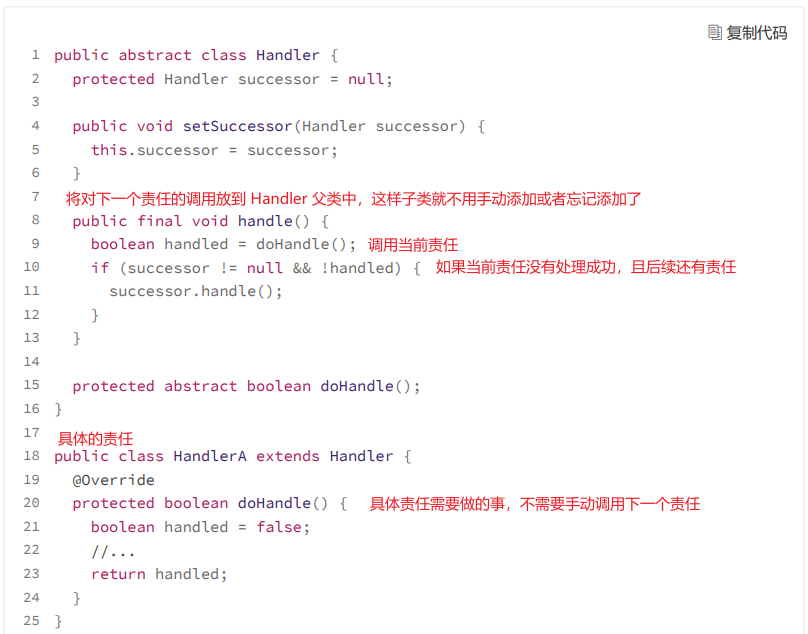 复制代码
1 public abstract class Handler {
2   protected Handler successor = null;
3
4   public void setSuccessor(Handler successor) {
5     this.successor = successor;
6   }
7 将对下一个责任的调用放到 Handler 父类中，这样子类就不用手动添加或者忘记添加了
8   public final void handle() {
9     boolean handled = doHandle(); 调用当前责任
10     if (successor != null && !handled) { 如果当前责任没有处理成功，且后续还有责任
11       successor.handle();
12     }
13   }
14
15   protected abstract boolean doHandle();
16 }
17 具体的责任
18 public class HandlerA extends Handler {
19   @Override
20   protected boolean doHandle() { 具体责任需要做的事，不需要手动调用下一个责任
21     boolean handled = false;
22     //...
23     return handled;
24   }
25 }